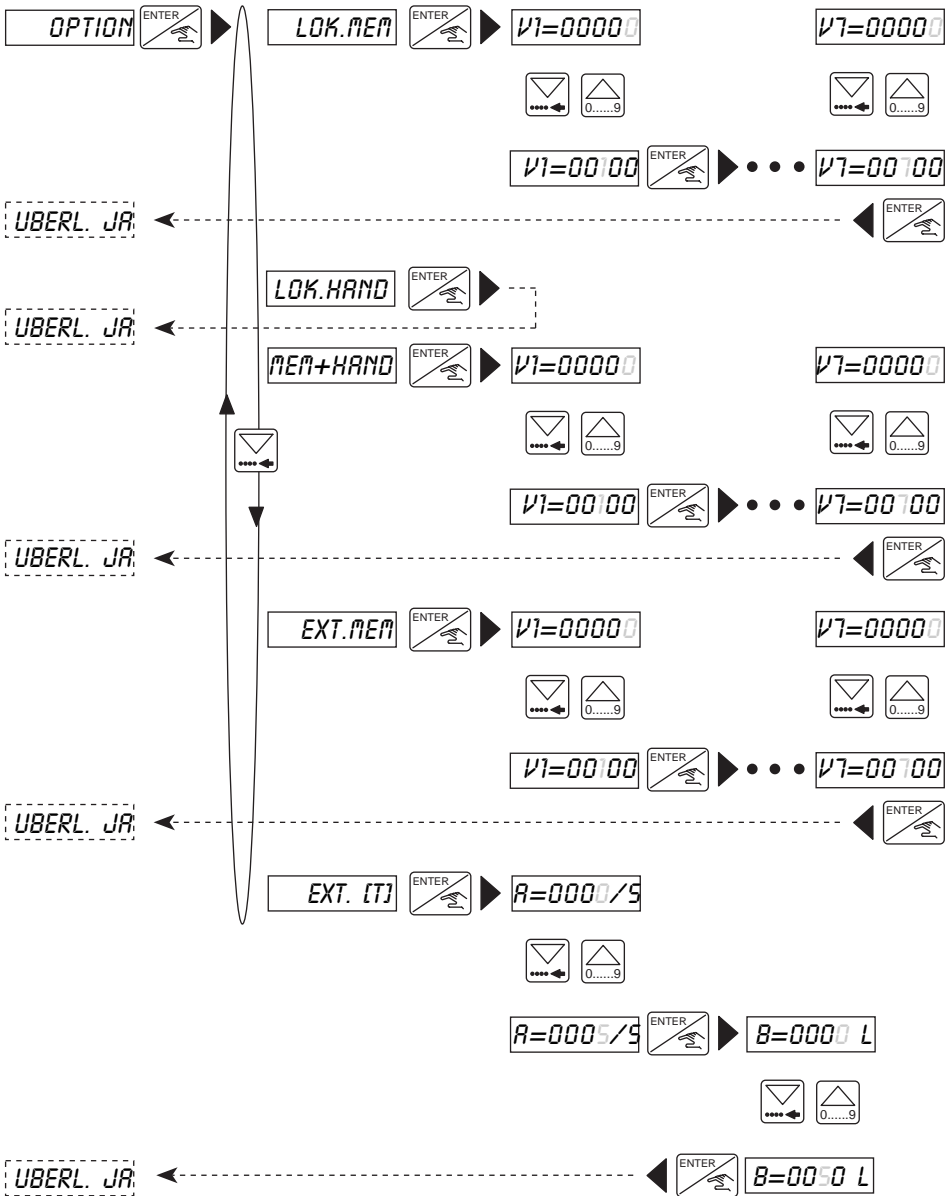 OPTION ENTER LOK.MEM ENTER V1=00000 V7=00000
0......9 0......9
V1=00100 ENTER V7=00700
UBERL. JA ENTER
LOK.HAND ENTER
UBERL. JA
MEM+HAND ENTER V1=00000 V7=00000
0......9 0......9
V1=00100 ENTER V7=00700
UBERL. JA ENTER
EXT.MEM ENTER V1=00000 V7=00000
0......9 0......9
V1=00100 ENTER V7=00700
UBERL. JA ENTER
EXT. [T] ENTER A=0000/S
0......9
A=0005/S ENTER B=0000 L
0......9
UBERL. JA ENTER B=0050 L